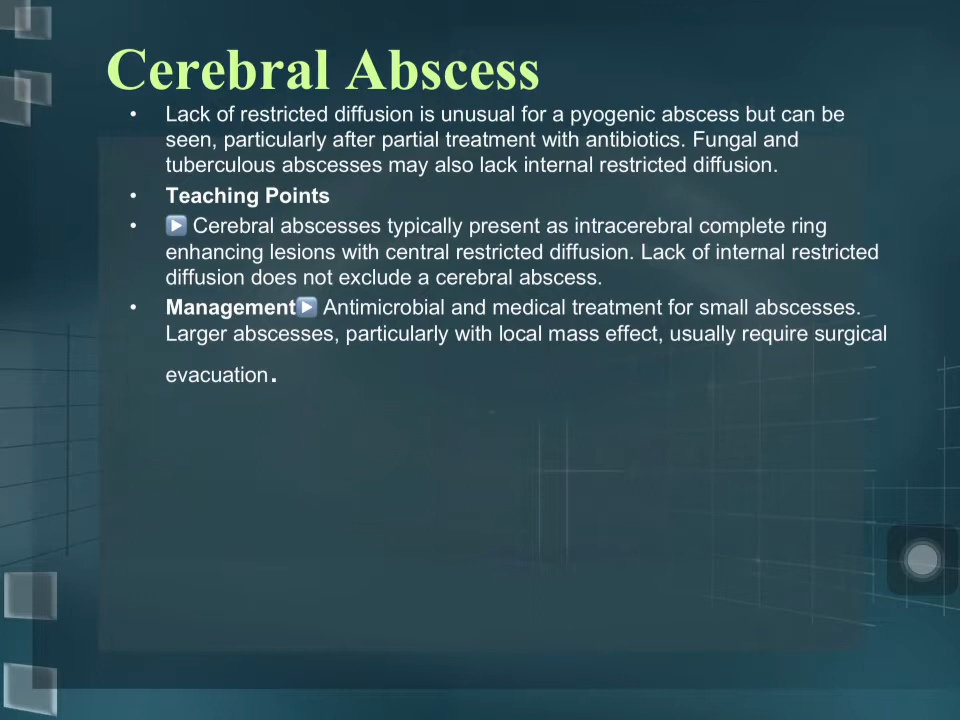 Cerebral Abscess
• Lack of restricted diffusion is unusual for a pyogenic abscess but can be
seen, particularly after partial treatment with antibiotics. Fungal and
tuberculous abscesses may also lack internal restricted diffusion.
• Teaching Points
• ▶ Cerebral abscesses typically present as intracerebral complete ring
enhancing lesions with central restricted diffusion. Lack of internal restricted
diffusion does not exclude a cerebral abscess.
• Management▶ Antimicrobial and medical treatment for small abscesses.
Larger abscesses, particularly with local mass effect, usually require surgical
evacuation.